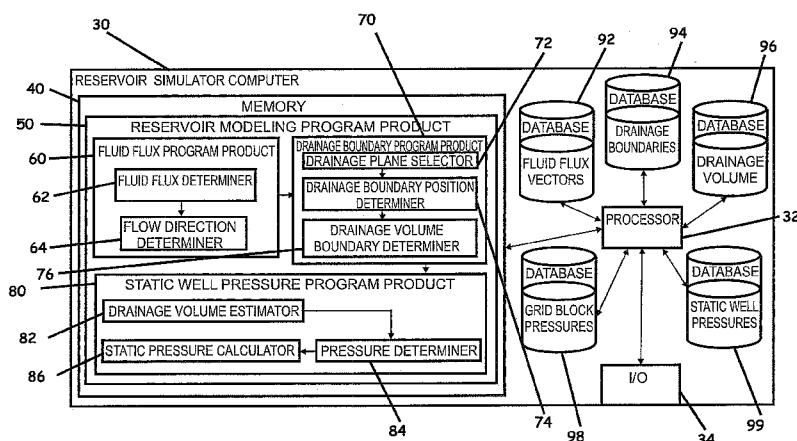 70
30
92
94
72
96
RESERVOIR SIMULATOR COMPUTER
40
MEMORY
50
RESERVOIR MODELING PROGRAM PRODUCT
60
FLUID FLUX PROGRAM PRODUCT
62
FLUID FLUX DETERMINER
64
FLOW DIRECTION
DETERMINER
DRAINAGE BOUNDARY PROGRAM PRODUCT
DRAINAGE PLANE SELECTOR
DRAINAGE BOUNDARY POSITION
DETERMINER
76
DRAINAGE VOLUME
BOUNDARY DETERMINER
80
STATIC WELL PRESSURE PROGRAM PRODUCT
82
DRAINAGE VOLUME ESTIMATOR
86
STATIC PRESSURE CALCULATOR
PRESSURE DETERMINER
84
74
DATABASE
FLUID FLUX
VECTORS
DATABASE
DRAINAGE
BOUNDARIES
DATABASE
DRAINAGE
VOLUME
PROCESSOR
32
DATABASE
GRID BLOCK
PRESSURES
DATABASE
STATIC WELL
PRESSURES
I/O
98
34
99